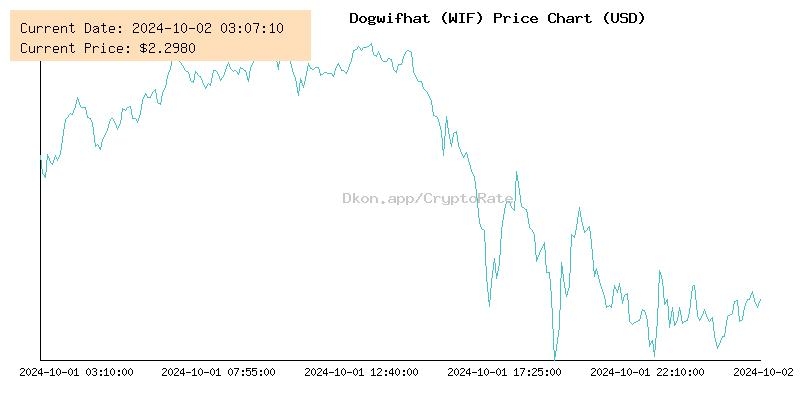 Dogwifhat (WIF) Price Chart (USD)
Current Date: 2024-10-02 03:07:10
Current Price: $2.2980
Dkon.app/CryptoRate
2024-10-01 03:10:00 2024-10-01 07:55:00 2024-10-01 12:40:00 2024-10-01 17:25:00 2024-10-01 22:10:00 2024-10-02